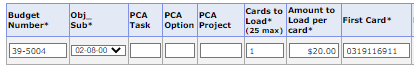 Budget Number* Obj_ Sub* PCA Task PCA Option PCA Project Cards to Load* (25 max) Amount to Load per card* First Card*
39-5004 02-08-00 1 $20.00 0319116911